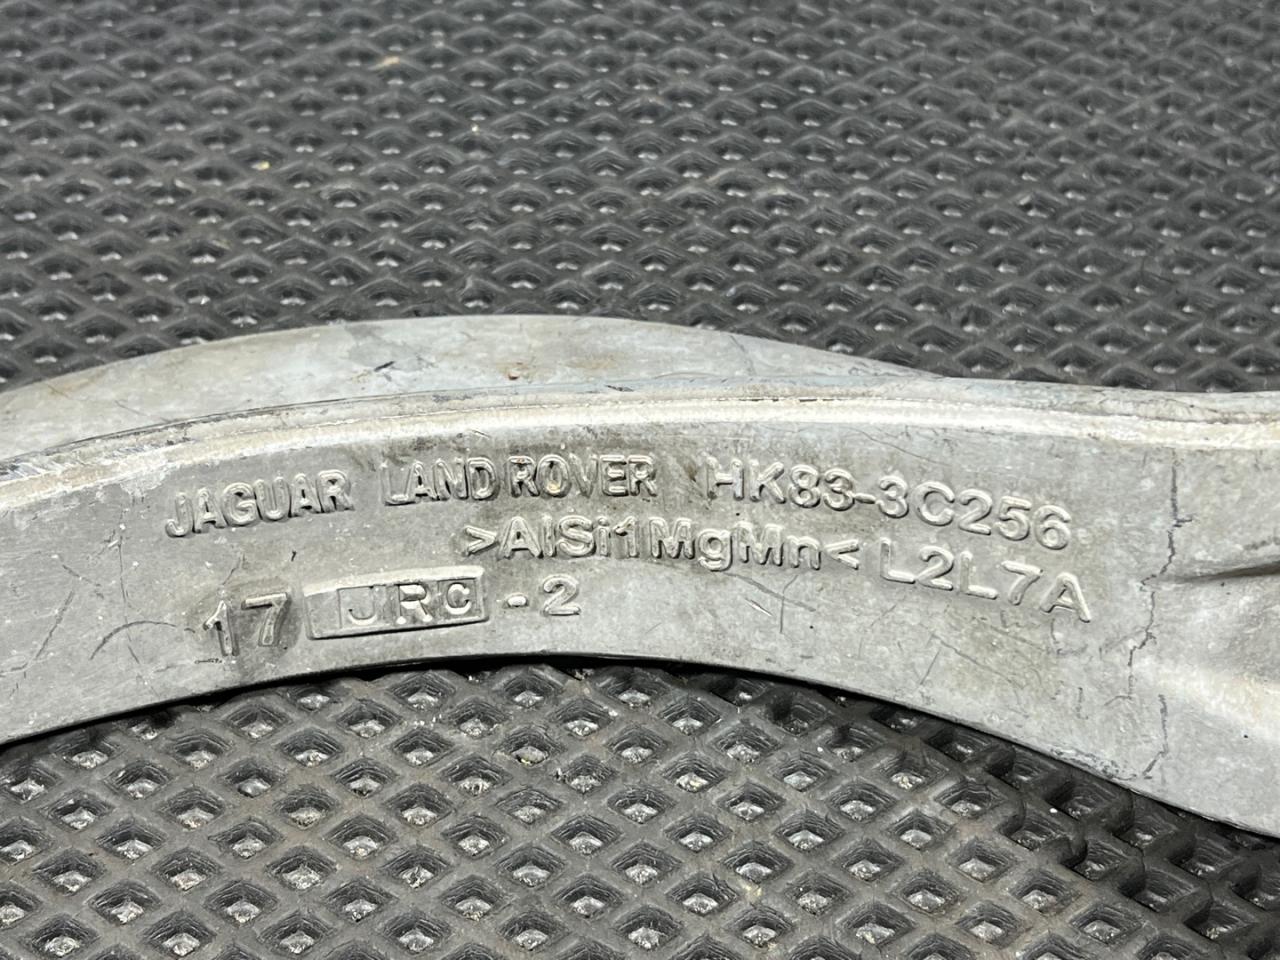 JAGUAR LAND ROVER HK83-3C256
>AlSi1MgMn< L2L7A
17 JRC -2